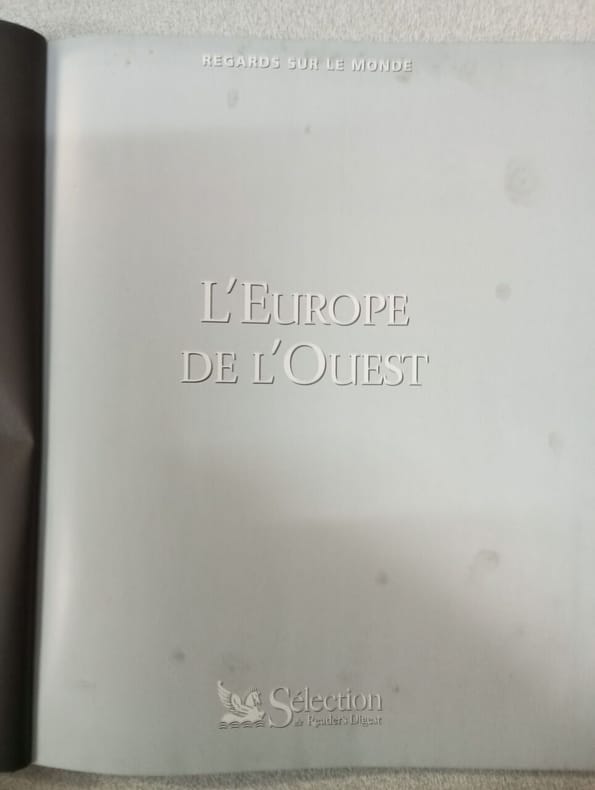 REGARDS SUR LE MONDE
L'EUROPE
DE L'OUEST
Sélection
du Reader's Digest